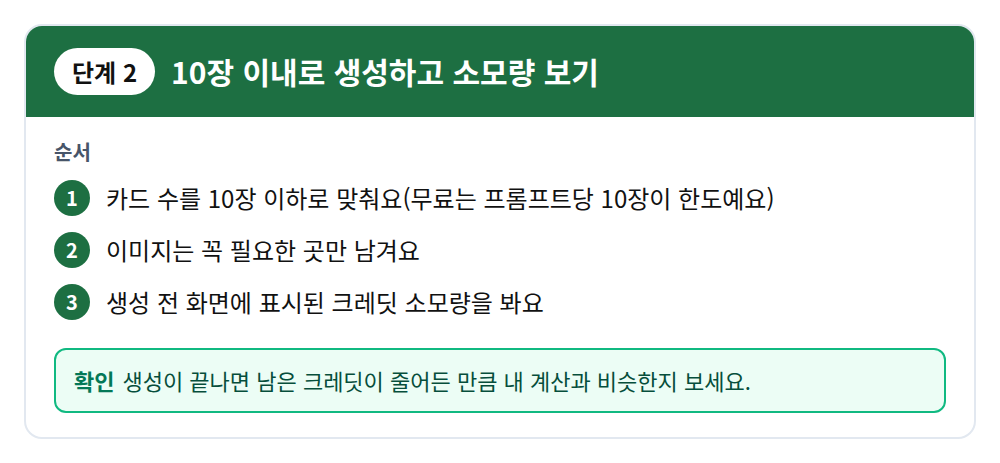 단계 2 10장 이내로 생성하고 소모량 보기
순서
1 카드 수를 10장 이하로 맞춰요(무료는 프롬프트당 10장이 한도예요)
2 이미지는 꼭 필요한 곳만 남겨요
3 생성 전 화면에 표시된 크레딧 소모량을 봐요
확인 생성이 끝나면 남은 크레딧이 줄어든 만큼 내 계산과 비슷한지 보세요.